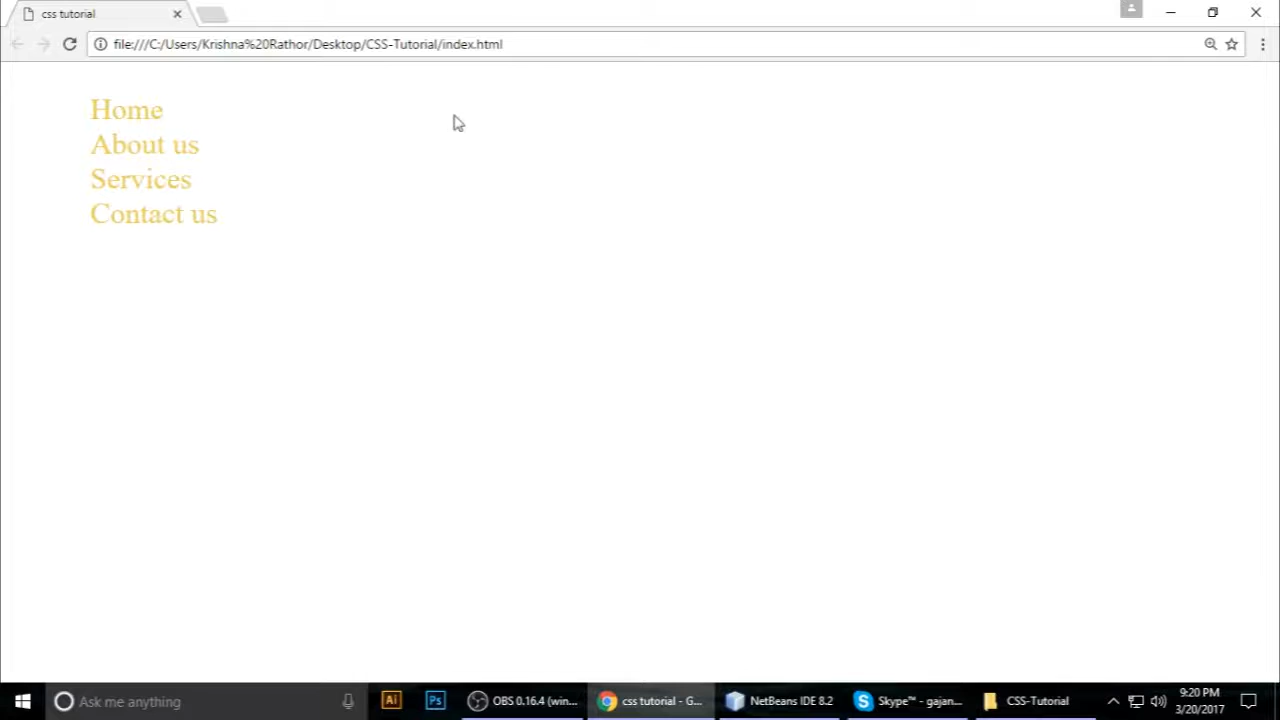 css tutorial
file:///C:/Users/Krishna%20Rathor/Desktop/CSS-Tutorial/index.html
Home
About us
Services
Contact us
Ask me anything
Ai
Ps
OBS 0.16.4 (win...
css tutorial - G...
NetBeans IDE 8.2
Skype™ - gajan...
CSS-Tutorial
9:20 PM
3/20/2017